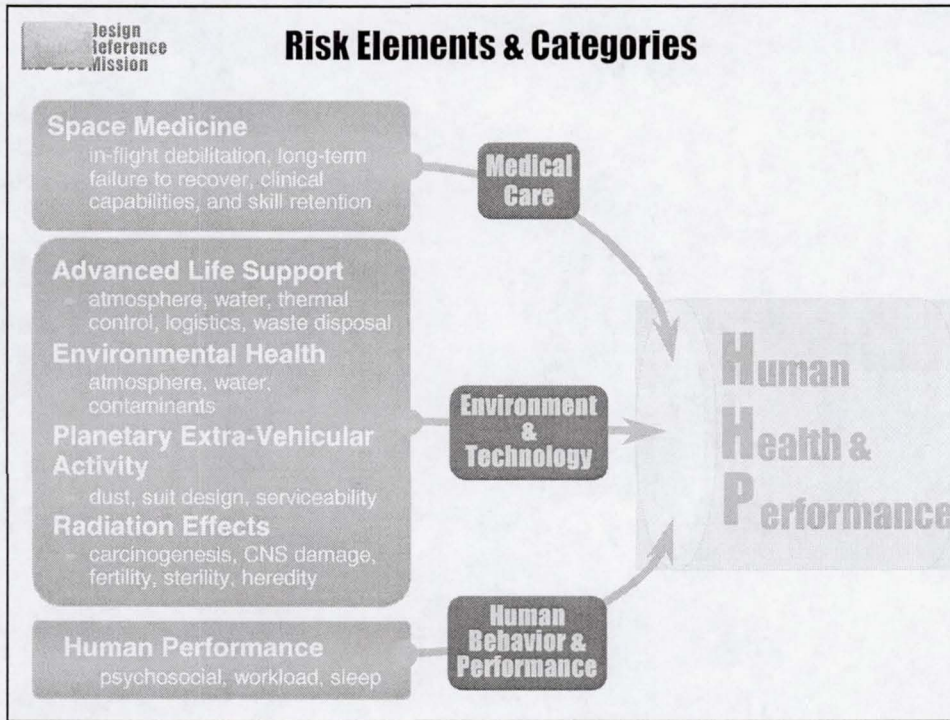 Design
Reference
Mission
Risk Elements & Categories
Space Medicine
in-flight debilitation, long-term
failure to recover, clinical
capabilities, and skill retention
Advanced Life Support
- atmosphere, water, thermal
control, logistics, waste disposal
Environmental Health
atmosphere, water,
contaminants
Planetary Extra-Vehicular
Activity
dust, suit design, serviceability
Radiation Effects
- carcinogenesis, CNS damage,
fertility, sterility, heredity
Human Performance
psychosocial, workload, sleep
Medical
Care
Environment
&
Technology
Human
Behavior &
Performance
Human
Health &
Performance